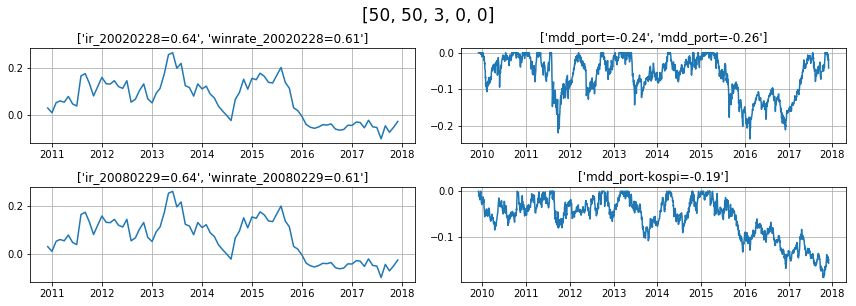 [50, 50, 3, 0, 0]
['ir_20020228=0.64', 'winrate_20020228=0.61']
0.2
0.0
2011 2012 2013 2014 2015 2016 2017 2018
['mdd_port=-0.24', 'mdd_port=-0.26']
0.0
−0.1
−0.2
2010 2011 2012 2013 2014 2015 2016 2017 2018
['ir_20080229=0.64', 'winrate_20080229=0.61']
0.2
0.0
2011 2012 2013 2014 2015 2016 2017 2018
['mdd_port-kospi=-0.19']
0.0
−0.1
2010 2011 2012 2013 2014 2015 2016 2017 2018